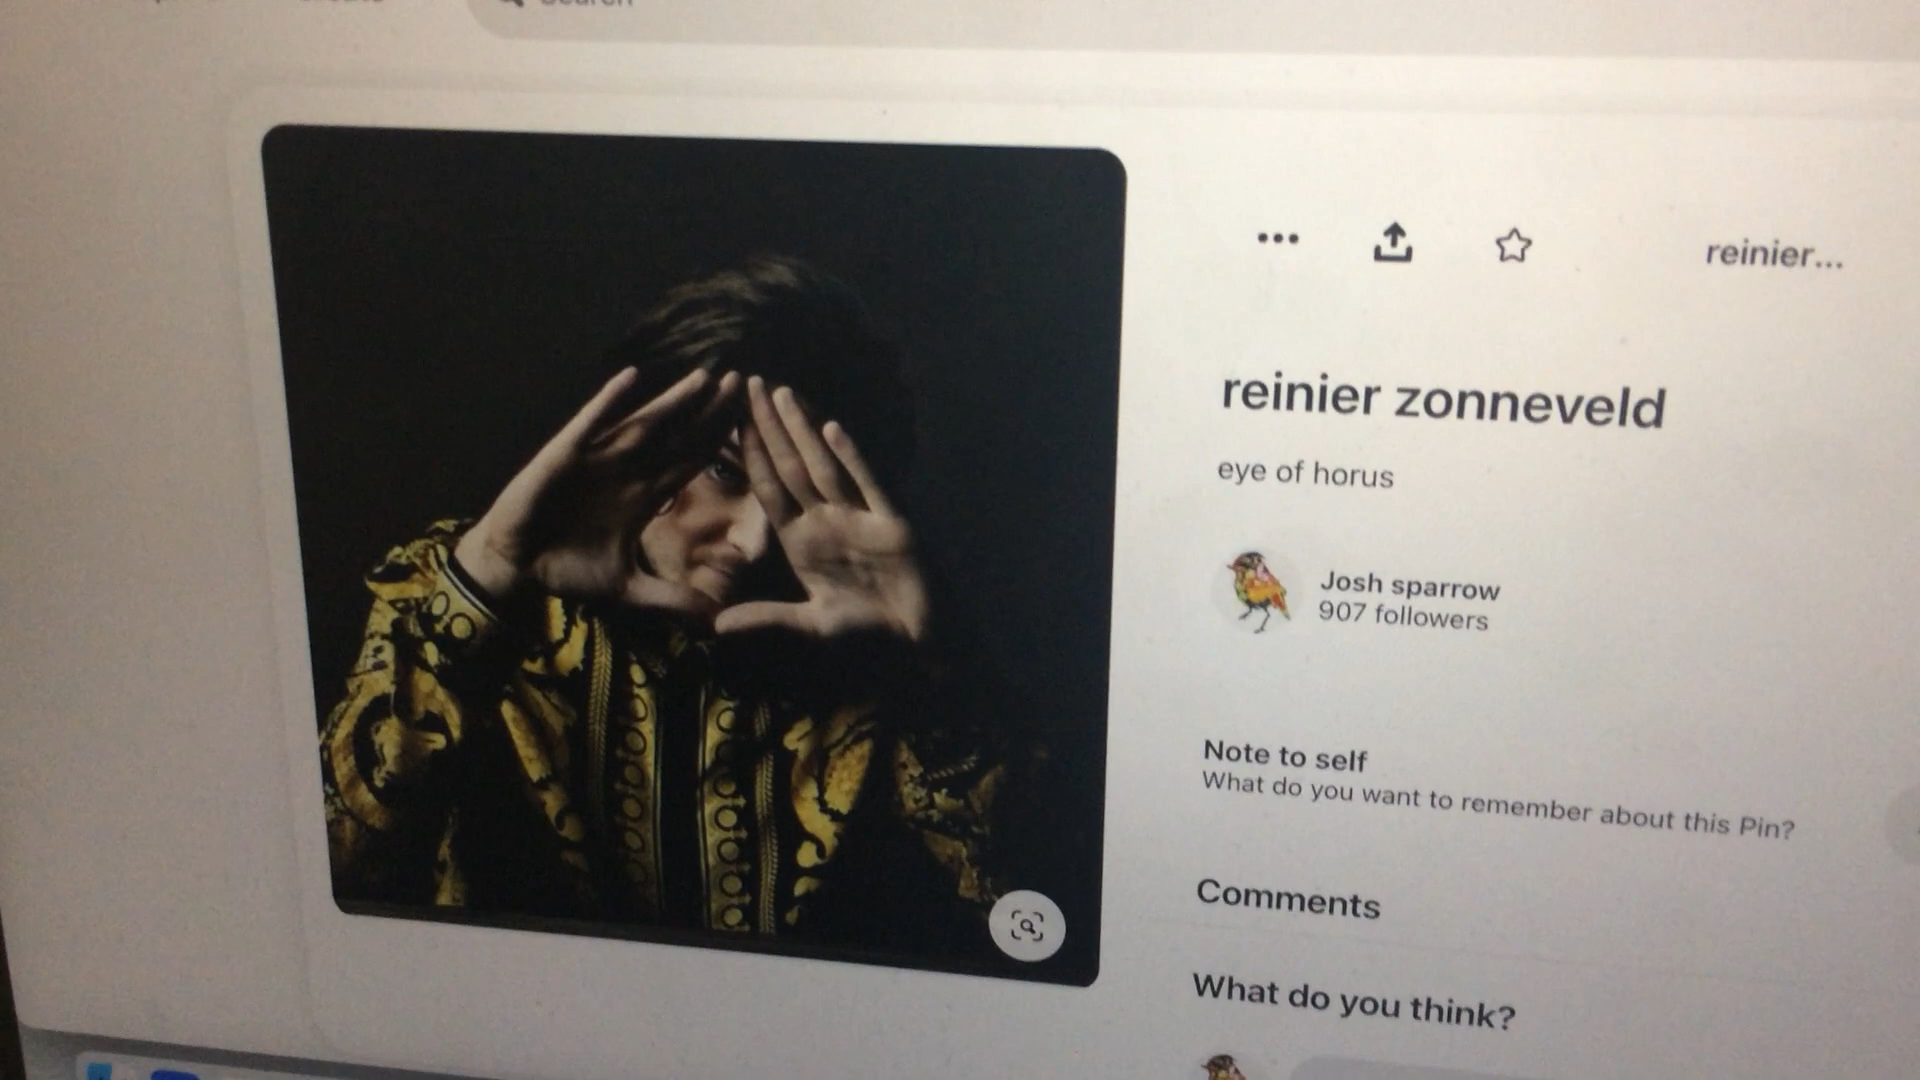 Search
reinier...
reinier zonneveld
eye of horus
Josh sparrow
907 followers
Note to self
What do you want to remember about this Pin?
Comments
What do you think?